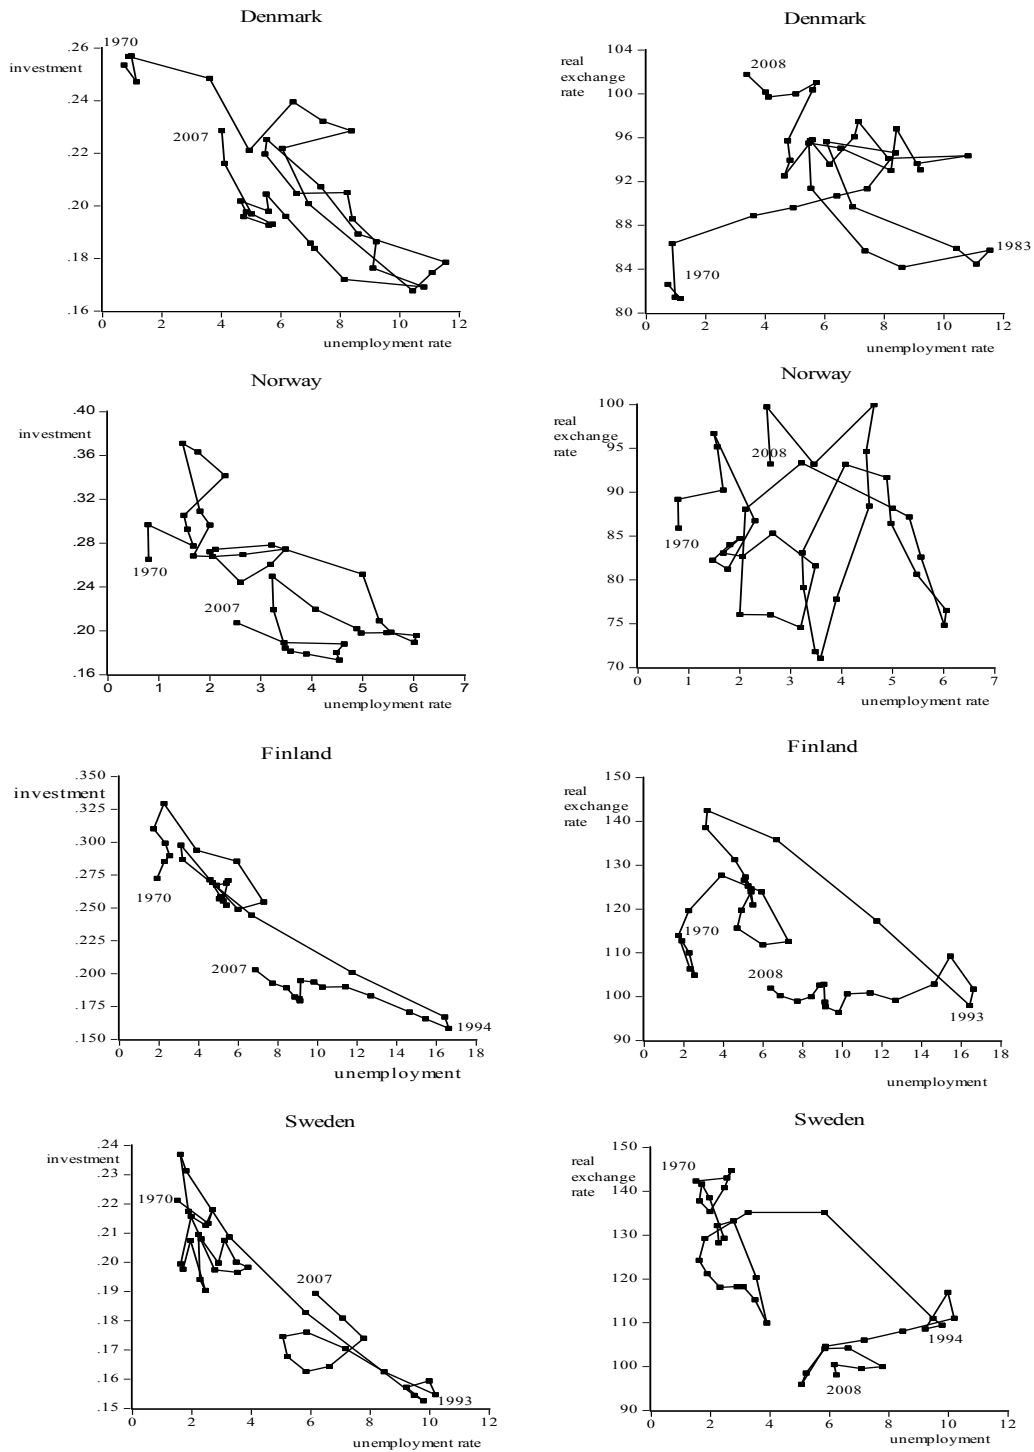 Denmark
investment
.26
.24
.22
.20
.18
.16
1970
2007
0 2 4 6 8 10 12
unemployment rate
Denmark
real
exchange
rate
104
100
96
92
88
84
80
2008
1983
1970
0 2 4 6 8 10 12
unemployment rate
Norway
investment
.40
.36
.32
.28
.24
.20
.16
1970
2007
0 1 2 3 4 5 6 7
unemployment rate
Norway
real
exchange
rate
100
95
90
85
80
75
70
2008
1970
0 1 2 3 4 5 6 7
unemployment rate
Finland
investment
.350
.325
.300
.275
.250
.225
.200
.175
.150
1970
2007
1994
0 2 4 6 8 10 12 14 16 18
unemployment
Finland
real
exchange
rate
150
140
130
120
110
100
90
1970
2008
1993
0 2 4 6 8 10 12 14 16 18
unemployment
Sweden
investment
.24
.23
.22
.21
.20
.19
.18
.17
.16
.15
1970
2007
1993
0 2 4 6 8 10 12
unemployment rate
Sweden
real
exchange
rate
150
140
130
120
110
100
90
1970
1994
2008
0 2 4 6 8 10 12
unemployment